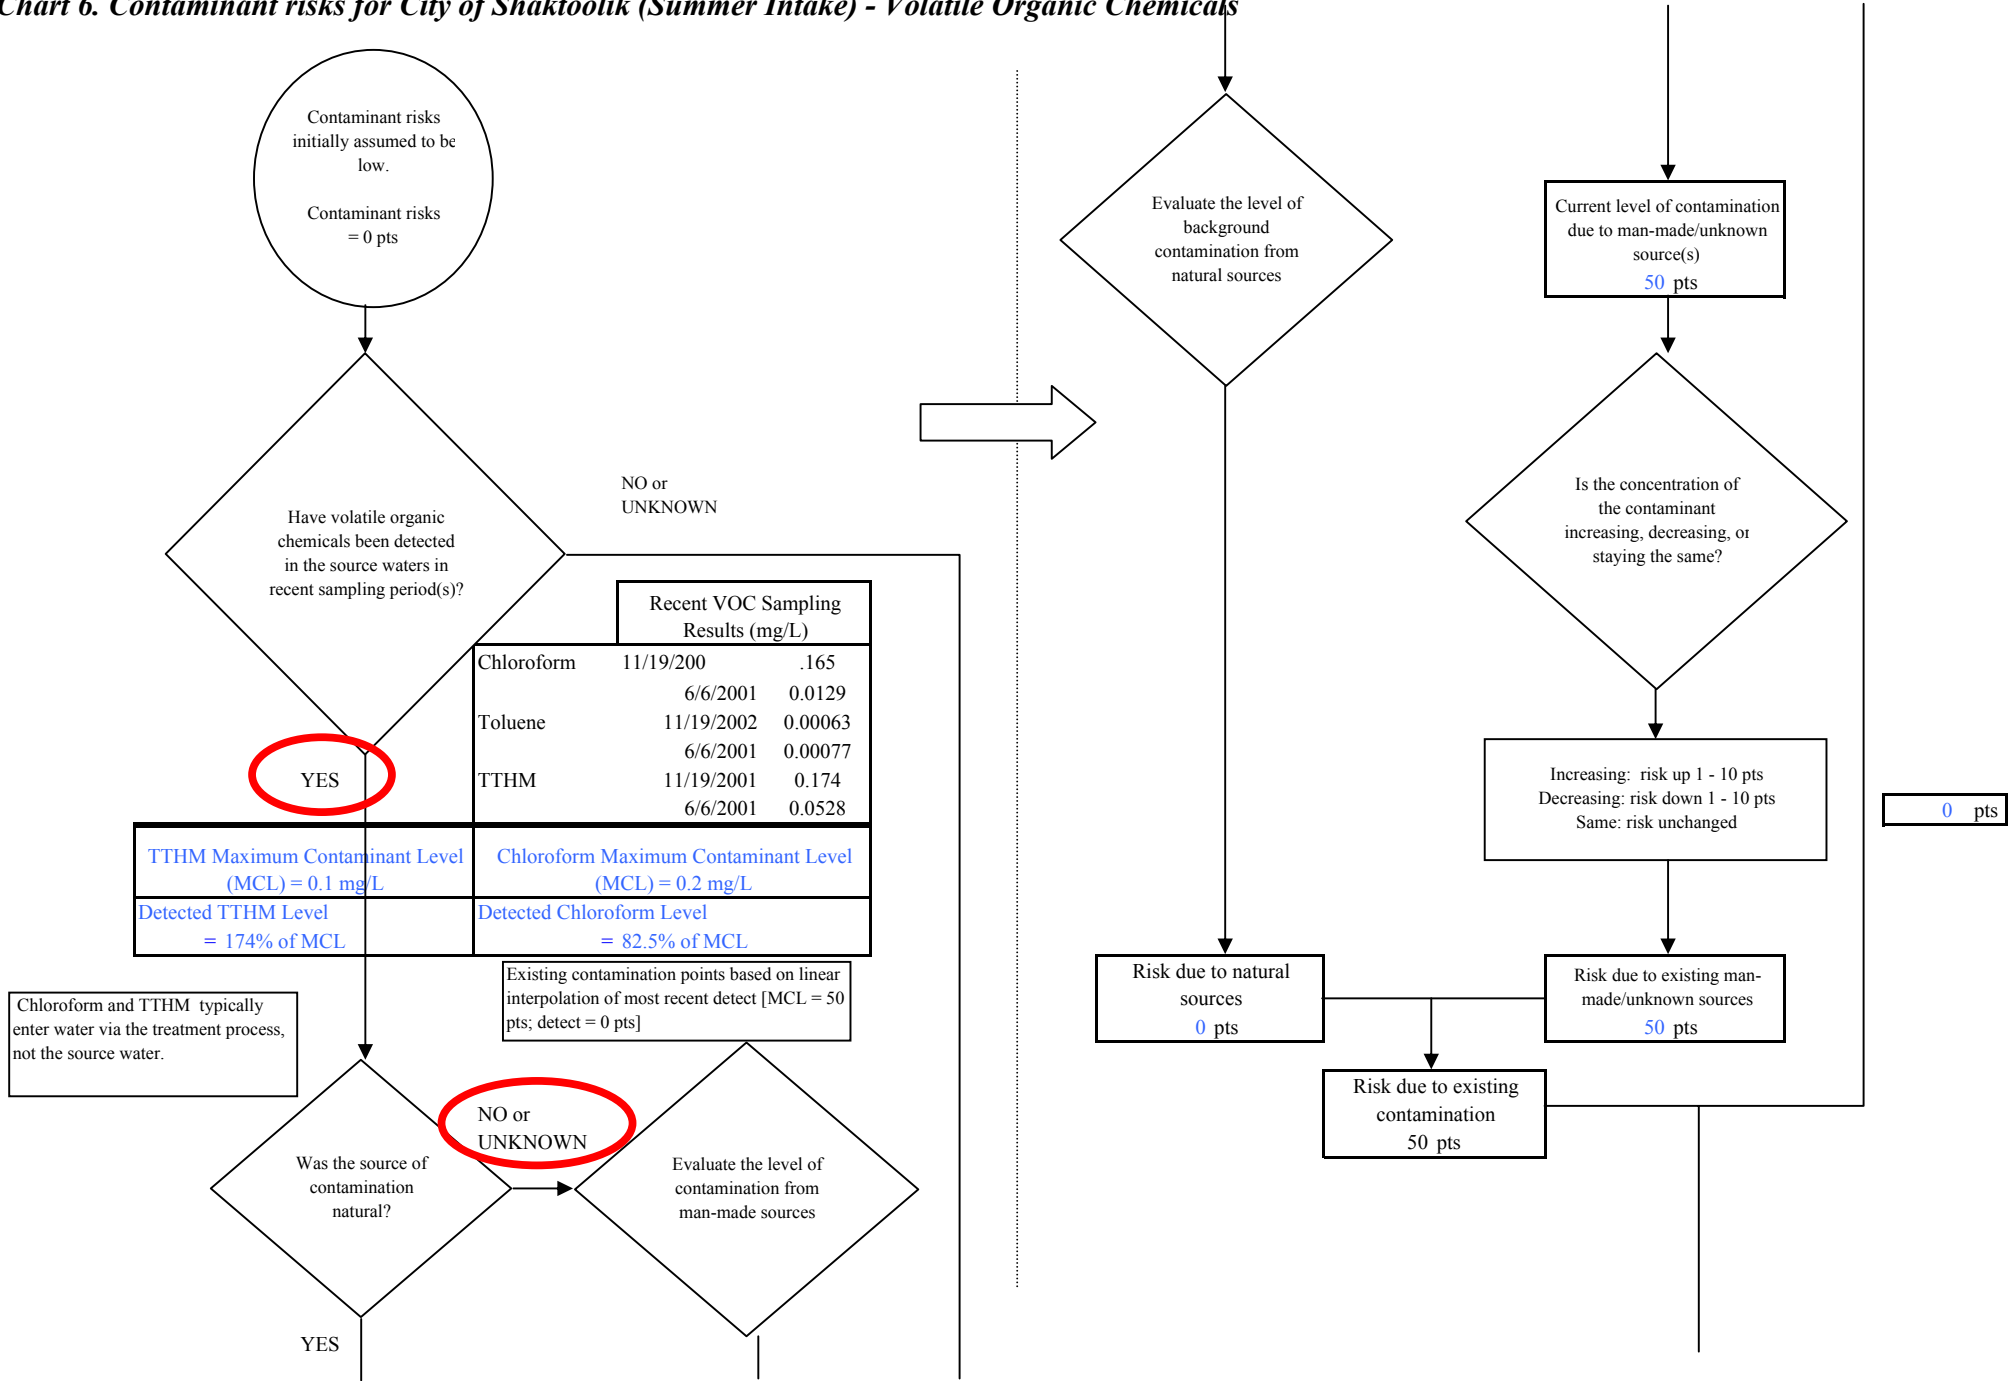 Chart 6. Contaminant risks for City of Shaktoolik (Summer Intake) - Volatile Organic Chemicals
Contaminant risks
initially assumed to be
low.
Contaminant risks
= 0 pts
Have volatile organic
chemicals been detected
in the source waters in
recent sampling period(s)?
NO or
UNKNOWN
YES
Recent VOC Sampling
Results (mg/L)
Chloroform 11/19/200 .165
6/6/2001 0.0129
Toluene 11/19/2002 0.00063
6/6/2001 0.00077
TTHM 11/19/2001 0.174
6/6/2001 0.0528
TTHM Maximum Contaminant Level
(MCL) = 0.1 mg/L
Chloroform Maximum Contaminant Level
(MCL) = 0.2 mg/L
Detected TTHM Level
= 174% of MCL
Detected Chloroform Level
= 82.5% of MCL
Existing contamination points based on linear
interpolation of most recent detect [MCL = 50
pts; detect = 0 pts]
Chloroform and TTHM typically
enter water via the treatment process,
not the source water.
Was the source of
contamination
natural?
NO or
UNKNOWN
Evaluate the level of
contamination from
man-made sources
YES
Evaluate the level of
background
contamination from
natural sources
Current level of contamination
due to man-made/unknown
source(s)
50 pts
Is the concentration of
the contaminant
increasing, decreasing, or
staying the same?
Increasing: risk up 1 - 10 pts
Decreasing: risk down 1 - 10 pts
Same: risk unchanged
0 pts
Risk due to natural
sources
0 pts
Risk due to existing man-
made/unknown sources
50 pts
Risk due to existing
contamination
50 pts